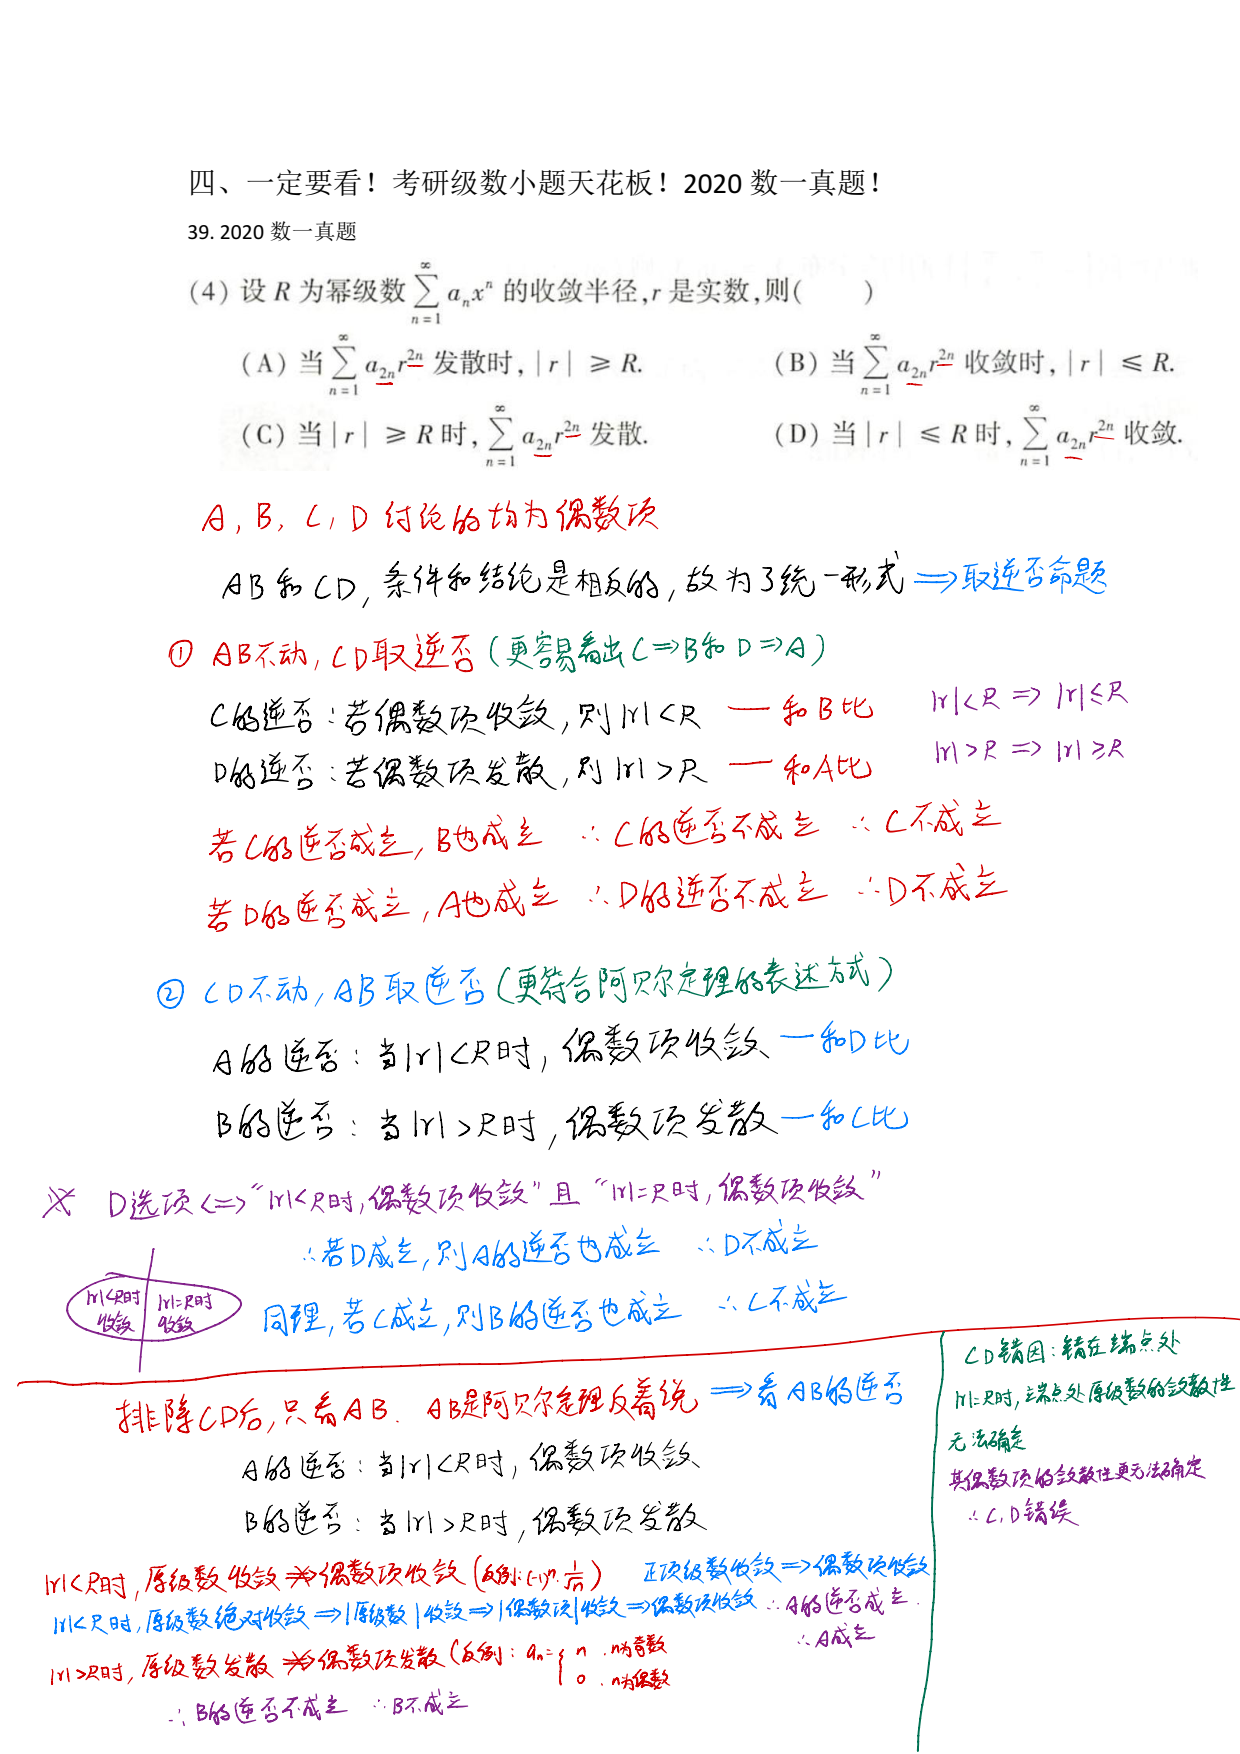 四、一定要看！考研级数小题天花板！2020 数一真题！
39. 2020 数一真题
(4) 设 R 为幂级数 \sum_{n=1}^{∞} a_n x^n 的收敛半径, r 是实数, 则(　　)
(A) 当 \sum_{n=1}^{∞} a_{2n} r^{2n} 发散时, |r| ≥ R.　(B) 当 \sum_{n=1}^{∞} a_{2n} r^{2n} 收敛时, |r| ≤ R.
(C) 当 |r| ≥ R 时, \sum_{n=1}^{∞} a_{2n} r^{2n} 发散.　(D) 当 |r| ≤ R 时, \sum_{n=1}^{∞} a_{2n} r^{2n} 收敛.
A, B, C, D 讨论的均为偶数项
AB和CD, 条件和结论是相反的, 故为了统一形式 ⟹ 取逆否命题
① AB不动, CD取逆否 (更容易看出 C⇒B和 D⇒A)
C的逆否: 若偶数项收敛, 则|r|<R — 和B比　|r|<R ⇒ |r|≤R
D的逆否: 若偶数项发散, 则|r|>R — 和A比　|r|>R ⇒ |r|≥R
若C的逆否成立, B也成立 ∴C的逆否不成立 ∴C不成立
若D的逆否成立, A也成立 ∴D的逆否不成立 ∴D不成立
② CD不动, AB取逆否 (更符合阿贝尔定理的表达方式)
A的逆否: 当|r|<R时, 偶数项收敛 — 和D比
B的逆否: 当|r|>R时, 偶数项发散 — 和C比
※ D选项 <=> "|r|<R时, 偶数项收敛" 且 "|r|=R时, 偶数项收敛"
∴若D成立, 则A的逆否也成立 ∴D不成立
|r|<R时 收敛　|r|=R时 收敛
同理, 若C成立, 则B的逆否也成立 ∴C不成立
排除CD后, 只看AB. AB是阿贝尔定理反着说 ⟹ 看AB的逆否
A的逆否: 当|r|<R时, 偶数项收敛
B的逆否: 当|r|>R时, 偶数项发散
|r|<R时, 原级数收敛 ⇏ 偶数项收敛 (反例: (-1)^n · \frac{1}{n})　正项级数收敛 ⇒ 偶数项收敛
|r|<R时, 原级数绝对收敛 ⇒ |原级数|收敛 ⇒ |偶数项|收敛 ⇒ 偶数项收敛 ∴A的逆否成立.
∴A成立
|r|>R时, 原级数发散 ⇏ 偶数项发散 (反例: a_n = { n, n为奇数
0, n为偶数
∴B的逆否不成立 ∴B不成立
CD错因: 错在端点处
|r|=R时, 端点处原级数的敛散性
无法确定
其偶数项的敛散性更无法确定
∴C, D错误